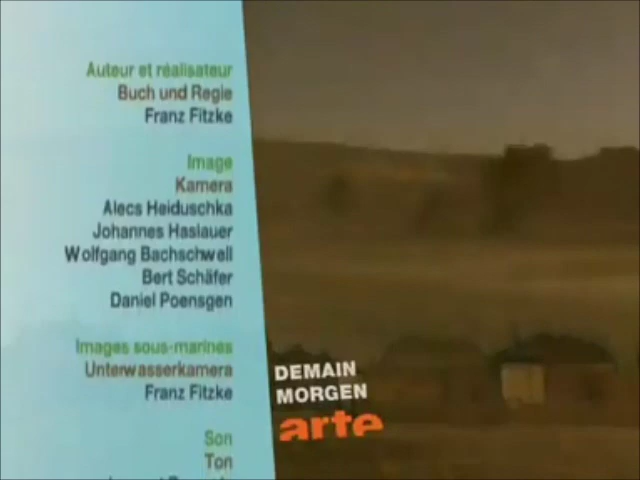 Auteur et réalisateur
Buch und Regie
Franz Fitzke
Image
Kamera
Alecs Heiduschka
Johannes Haslauer
Wolfgang Bachschwell
Bert Schäfer
Daniel Poensgen
Images sous-marines
Unterwasserkamera
Franz Fitzke
Son
Ton
DEMAIN
MORGEN
arte